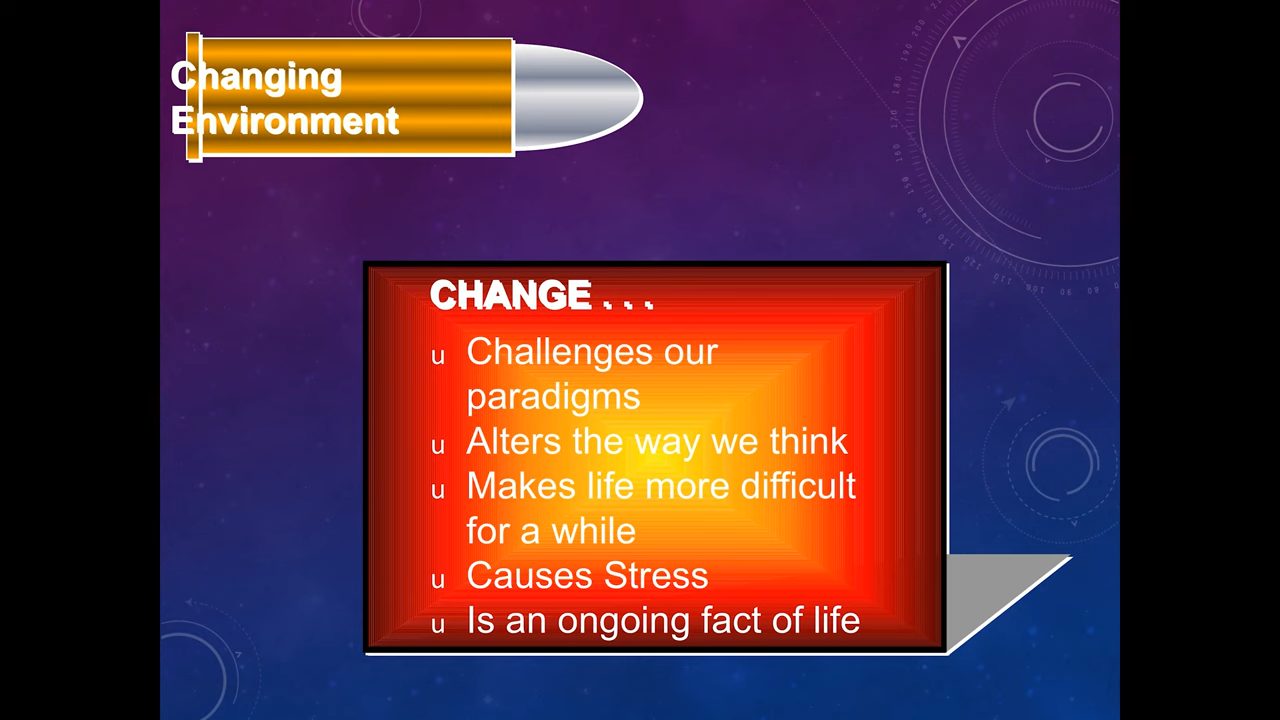 Changing
Environment
CHANGE . . .
u Challenges our
paradigms
u Alters the way we think
u Makes life more difficult
for a while
u Causes Stress
u Is an ongoing fact of life